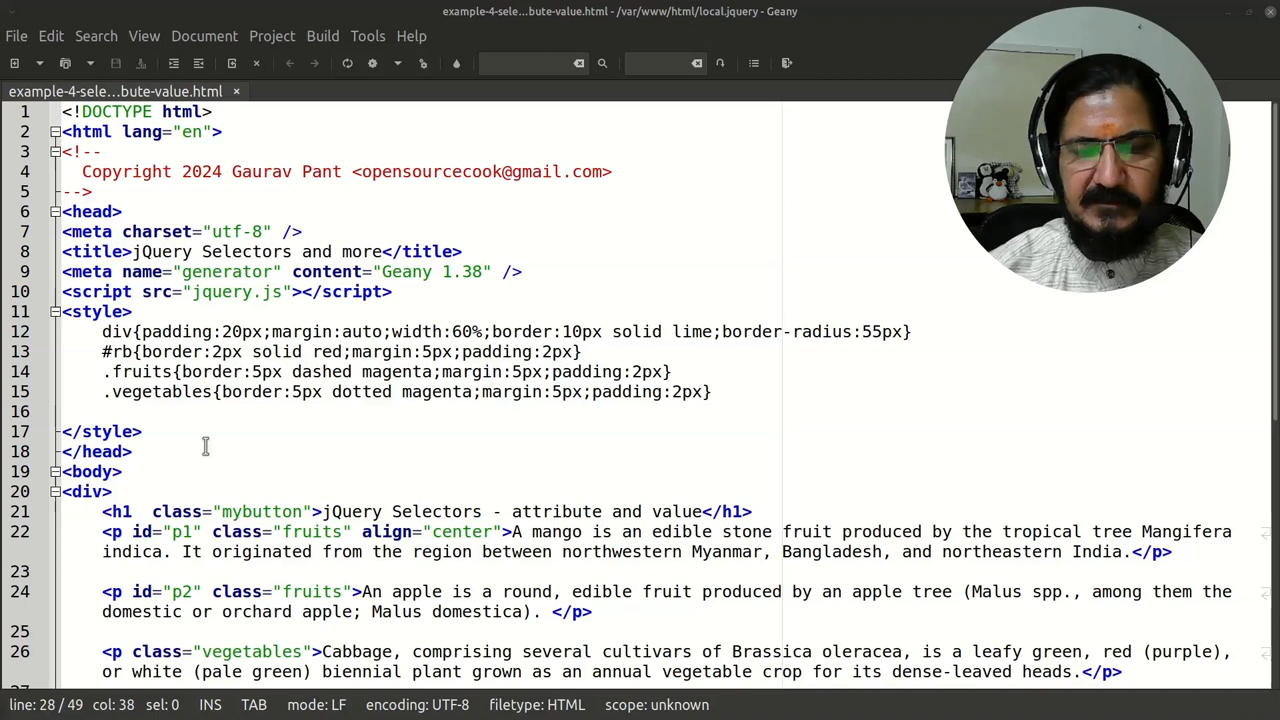 example-4-sele...bute-value.html - /var/www/html/local.jquery - Geany
File Edit Search View Document Project Build Tools Help
example-4-sele...bute-value.html ×
1 <!DOCTYPE html>
2 <html lang="en">
3 <!--
4 Copyright 2024 Gaurav Pant <opensourcecook@gmail.com>
5 -->
6 <head>
7 <meta charset="utf-8" />
8 <title>jQuery Selectors and more</title>
9 <meta name="generator" content="Geany 1.38" />
10 <script src="jquery.js"></script>
11 <style>
12 div{padding:20px;margin:auto;width:60%;border:10px solid lime;border-radius:55px}
13 #rb{border:2px solid red;margin:5px;padding:2px}
14 .fruits{border:5px dashed magenta;margin:5px;padding:2px}
15 .vegetables{border:5px dotted magenta;margin:5px;padding:2px}
16
17 </style>
18 </head>
19 <body>
20 <div>
21 <h1  class="mybutton">jQuery Selectors - attribute and value</h1>
22 <p id="p1" class="fruits" align="center">A mango is an edible stone fruit produced by the tropical tree Mangifera
indica. It originated from the region between northwestern Myanmar, Bangladesh, and northeastern India.</p>
23
24 <p id="p2" class="fruits">An apple is a round, edible fruit produced by an apple tree (Malus spp., among them the
domestic or orchard apple; Malus domestica). </p>
25
26 <p class="vegetables">Cabbage, comprising several cultivars of Brassica oleracea, is a leafy green, red (purple),
or white (pale green) biennial plant grown as an annual vegetable crop for its dense-leaved heads.</p>
line: 28 / 49 col: 38 sel: 0 INS TAB mode: LF encoding: UTF-8 filetype: HTML scope: unknown